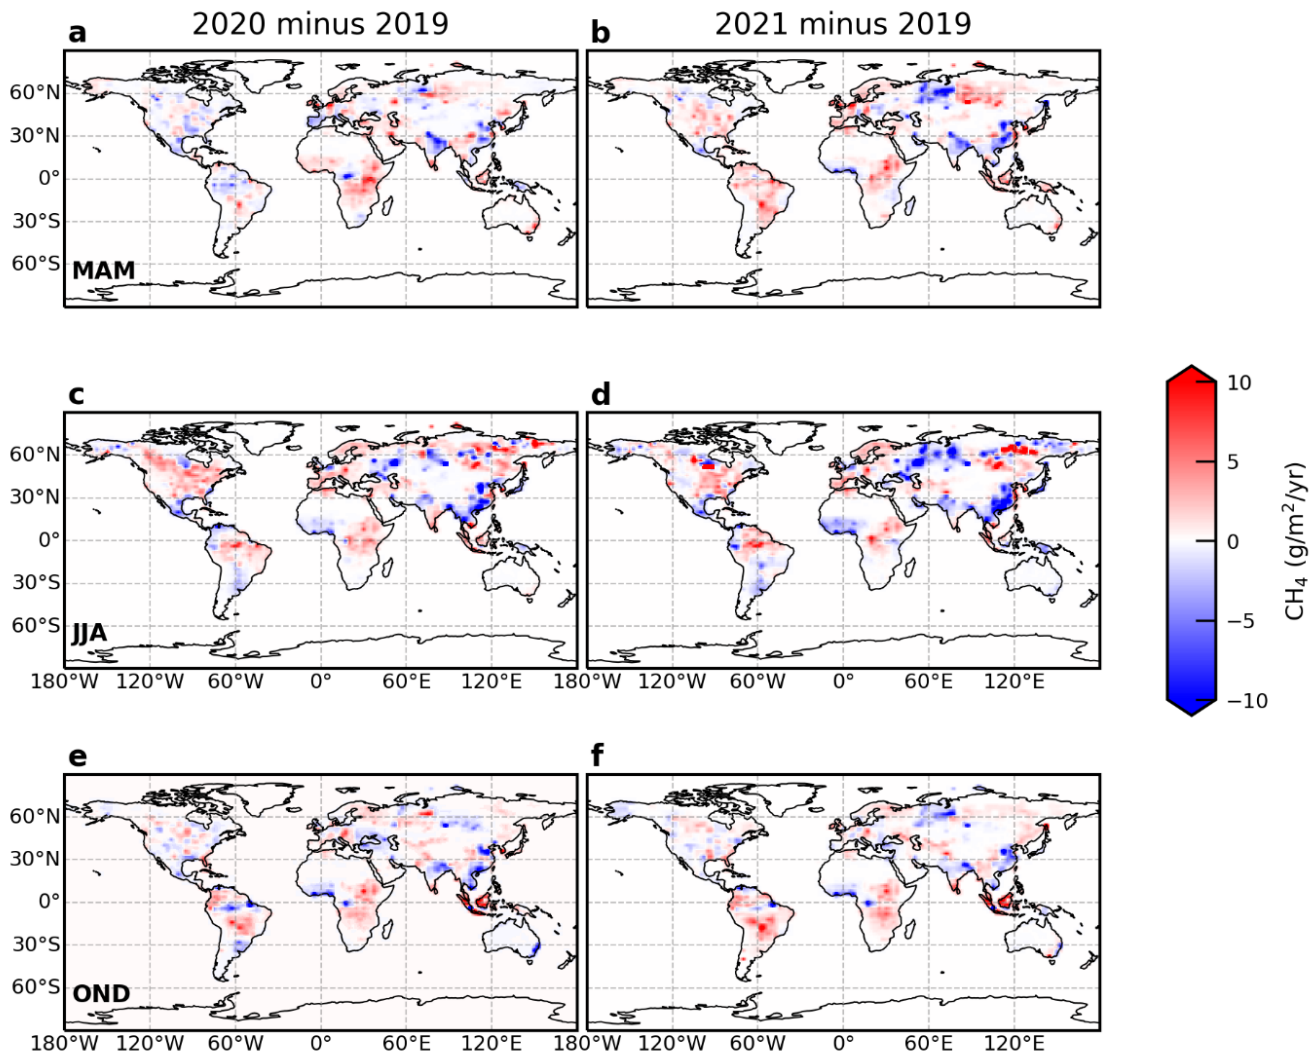 a 2020 minus 2019
b 2021 minus 2019
60°N
30°N
0°
30°S
60°S
MAM
c
d
60°N
30°N
0°
30°S
60°S
JJA
180°W 120°W 60°W 0° 60°E 120°E 180°W 120°W 60°W 0° 60°E 120°E
10
5
0
−5
−10
CH₄ (g/m²/yr)
e
f
60°N
30°N
0°
30°S
60°S
OND
180°W 120°W 60°W 0° 60°E 120°E 180°W 120°W 60°W 0° 60°E 120°E